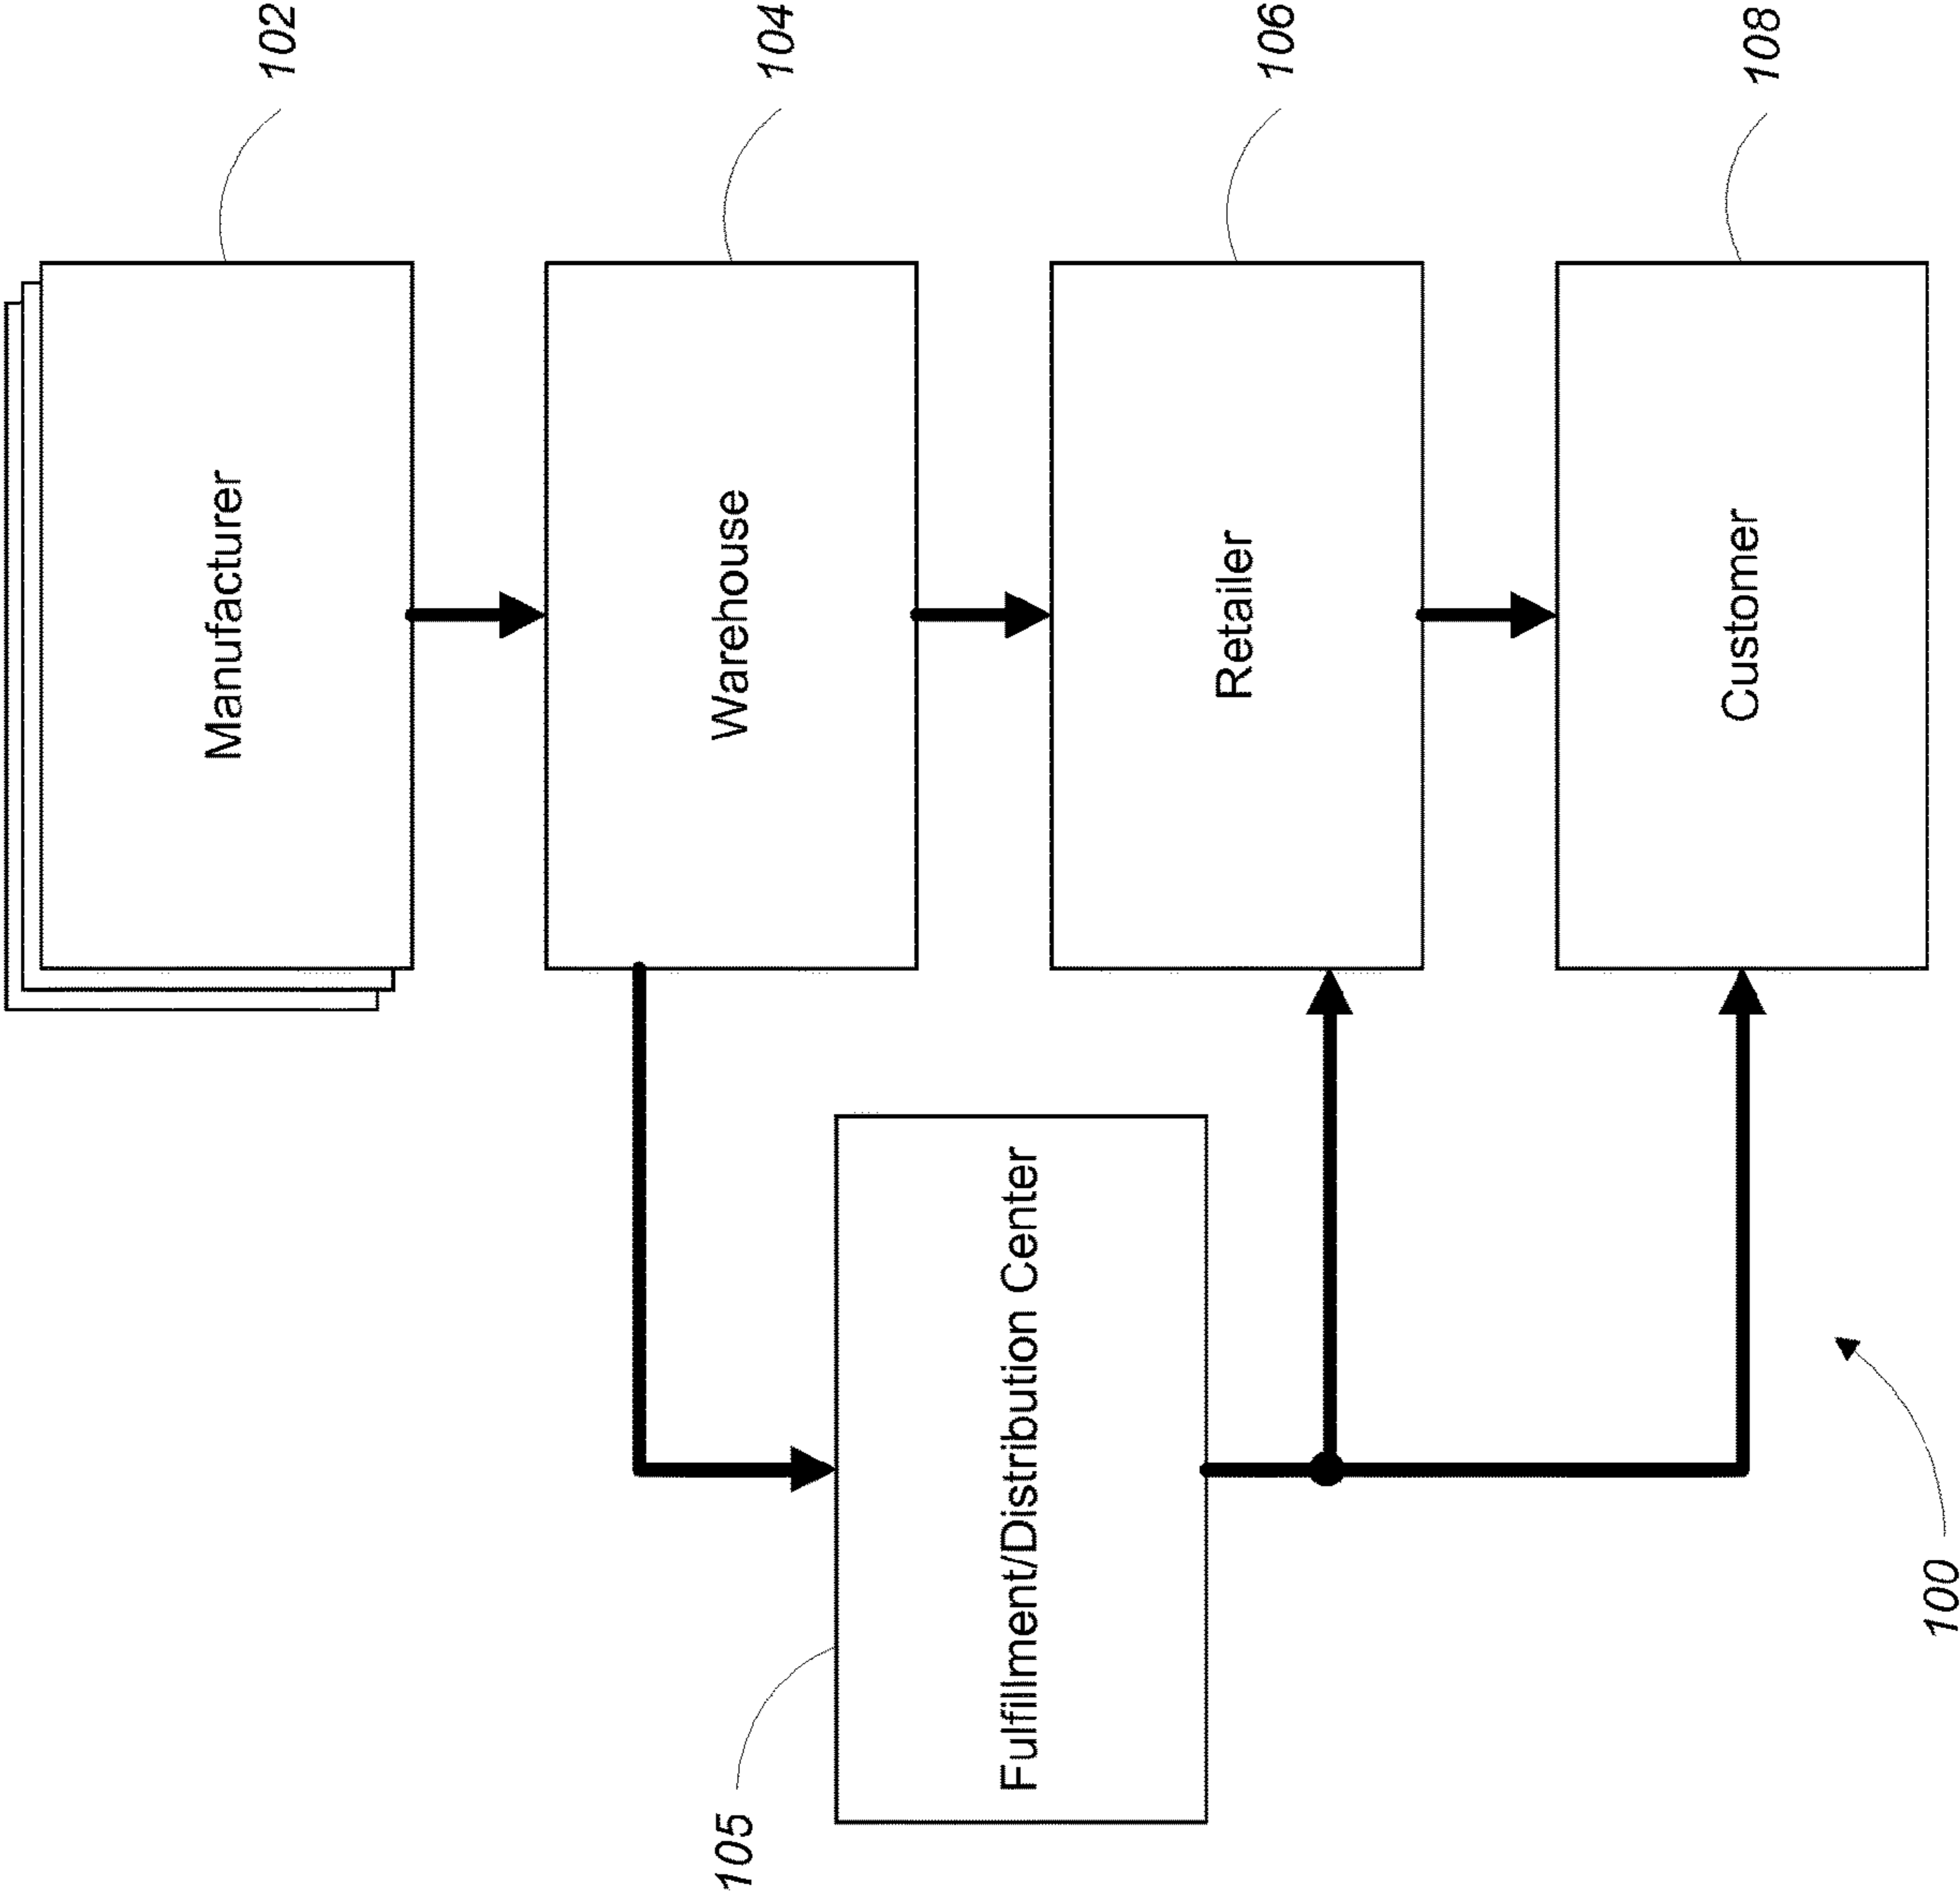 102
Manufacturer
104
Warehouse
106
Retailer
108
Customer
105
Fulfillment/Distribution Center
100